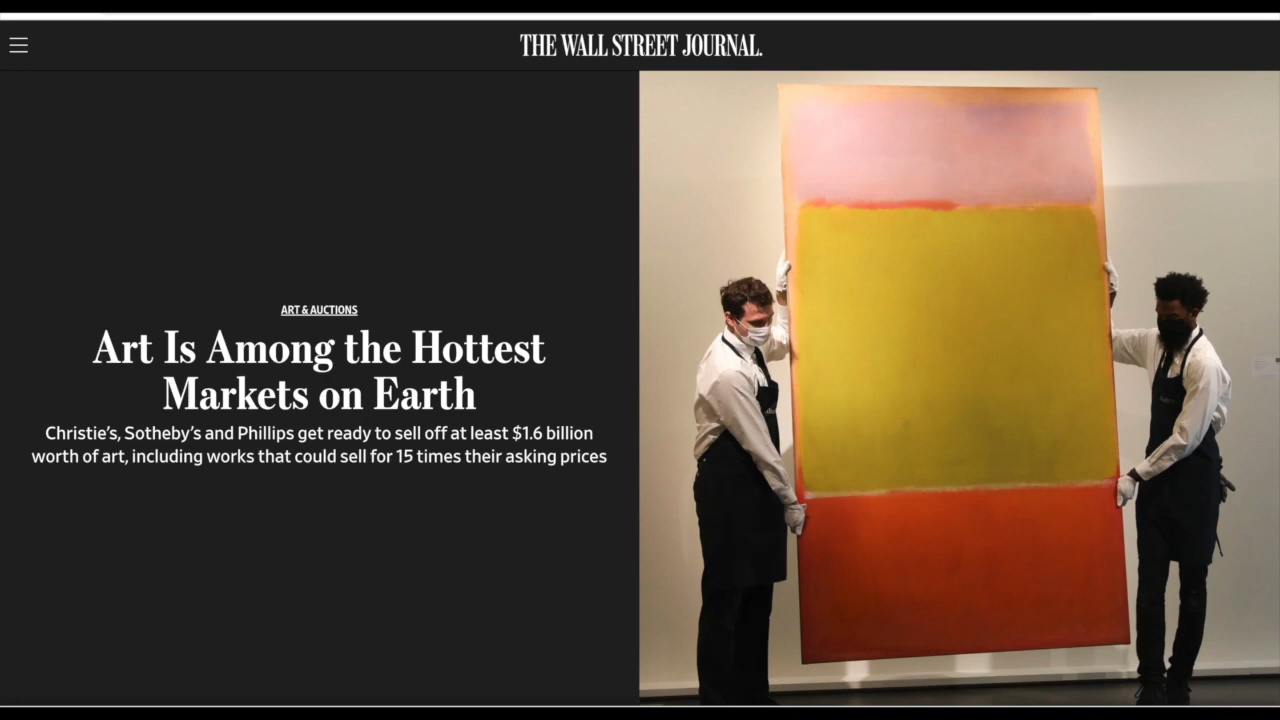 THE WALL STREET JOURNAL.
ART & AUCTIONS
Art Is Among the Hottest
Markets on Earth
Christie's, Sotheby's and Phillips get ready to sell off at least $1.6 billion
worth of art, including works that could sell for 15 times their asking prices